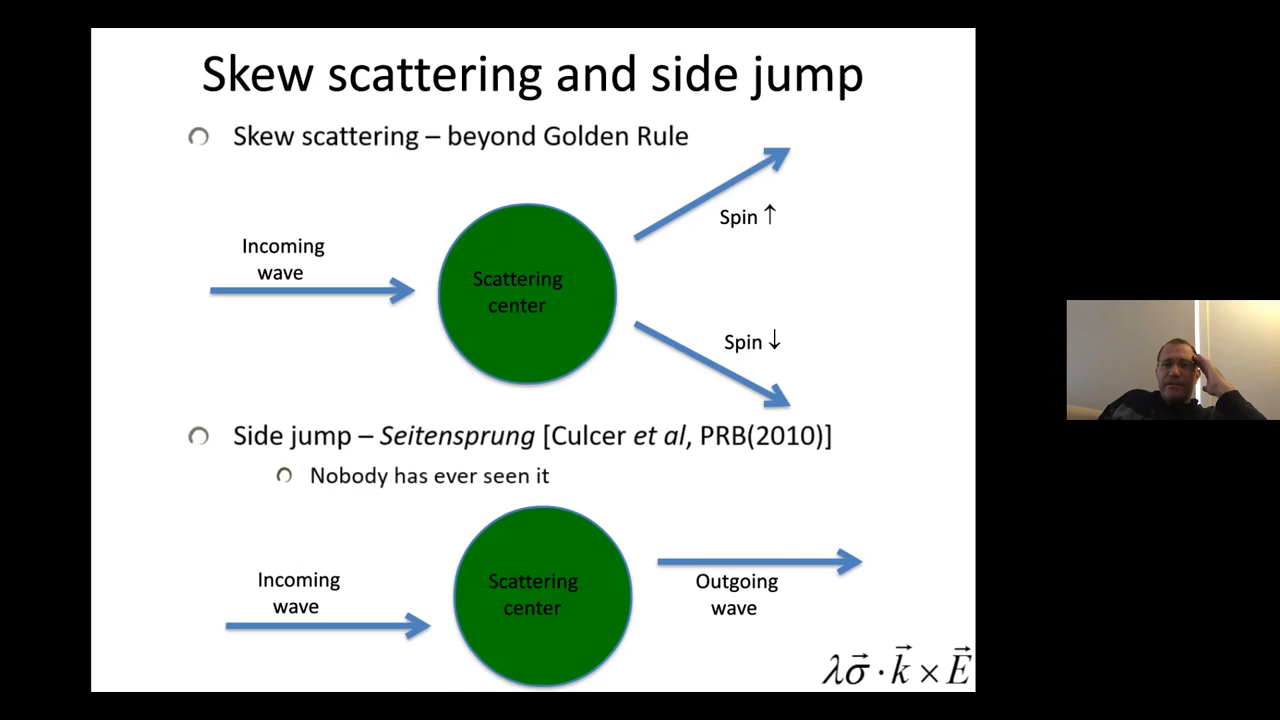 Skew scattering and side jump
Skew scattering – beyond Golden Rule
Spin ↑
Incoming
wave
Scattering
center
Spin ↓
Side jump – Seitensprung [Culcer et al, PRB(2010)]
Nobody has ever seen it
Incoming
wave
Scattering
center
Outgoing
wave
λσ⃗ · k⃗ × E⃗